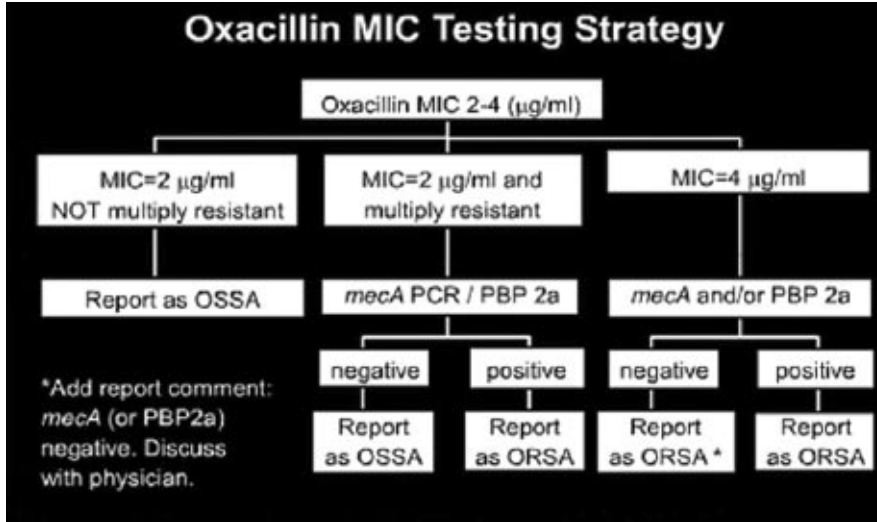 Oxacillin MIC Testing Strategy
Oxacillin MIC 2-4 (μg/ml)
MIC=2 μg/ml
NOT multiply resistant
MIC=2 μg/ml and
multiply resistant
MIC=4 μg/ml
Report as OSSA
mecA PCR / PBP 2a
mecA and/or PBP 2a
negative
positive
negative
positive
Report
as OSSA
Report
as ORSA
Report
as ORSA*
Report
as ORSA
*Add report comment:
mecA (or PBP2a)
negative. Discuss
with physician.